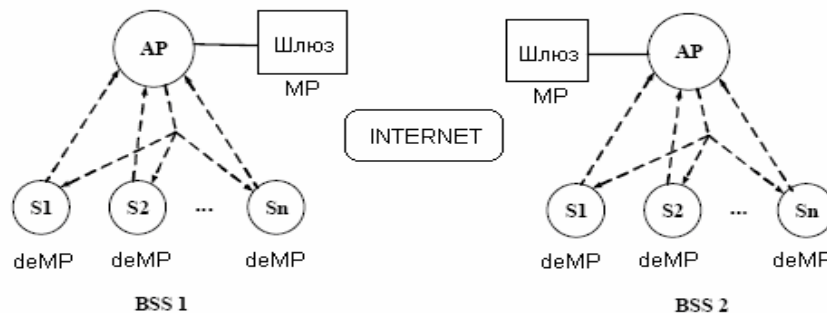 AP
Шлюз
MP
S1 S2 ... Sn
deMP deMP deMP
BSS 1
INTERNET
Шлюз
MP
AP
S1 S2 ... Sn
deMP deMP deMP
BSS 2